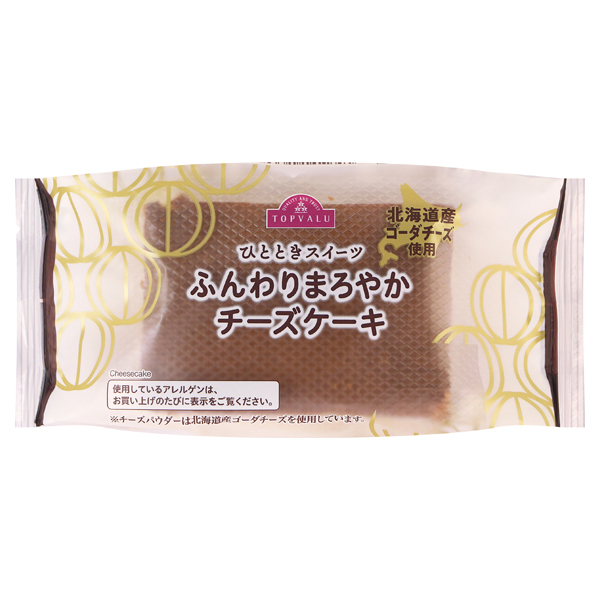 QUALITY AND TRUST
TOPVALU
北海道産
ゴーダチーズ
使用
ひとときスイーツ
ふんわりまろやか
チーズケーキ
Cheesecake
使用しているアレルゲンは、
お買い上げのたびに表示をご覧ください。
※チーズパウダーは北海道産ゴーダチーズを使用しています。